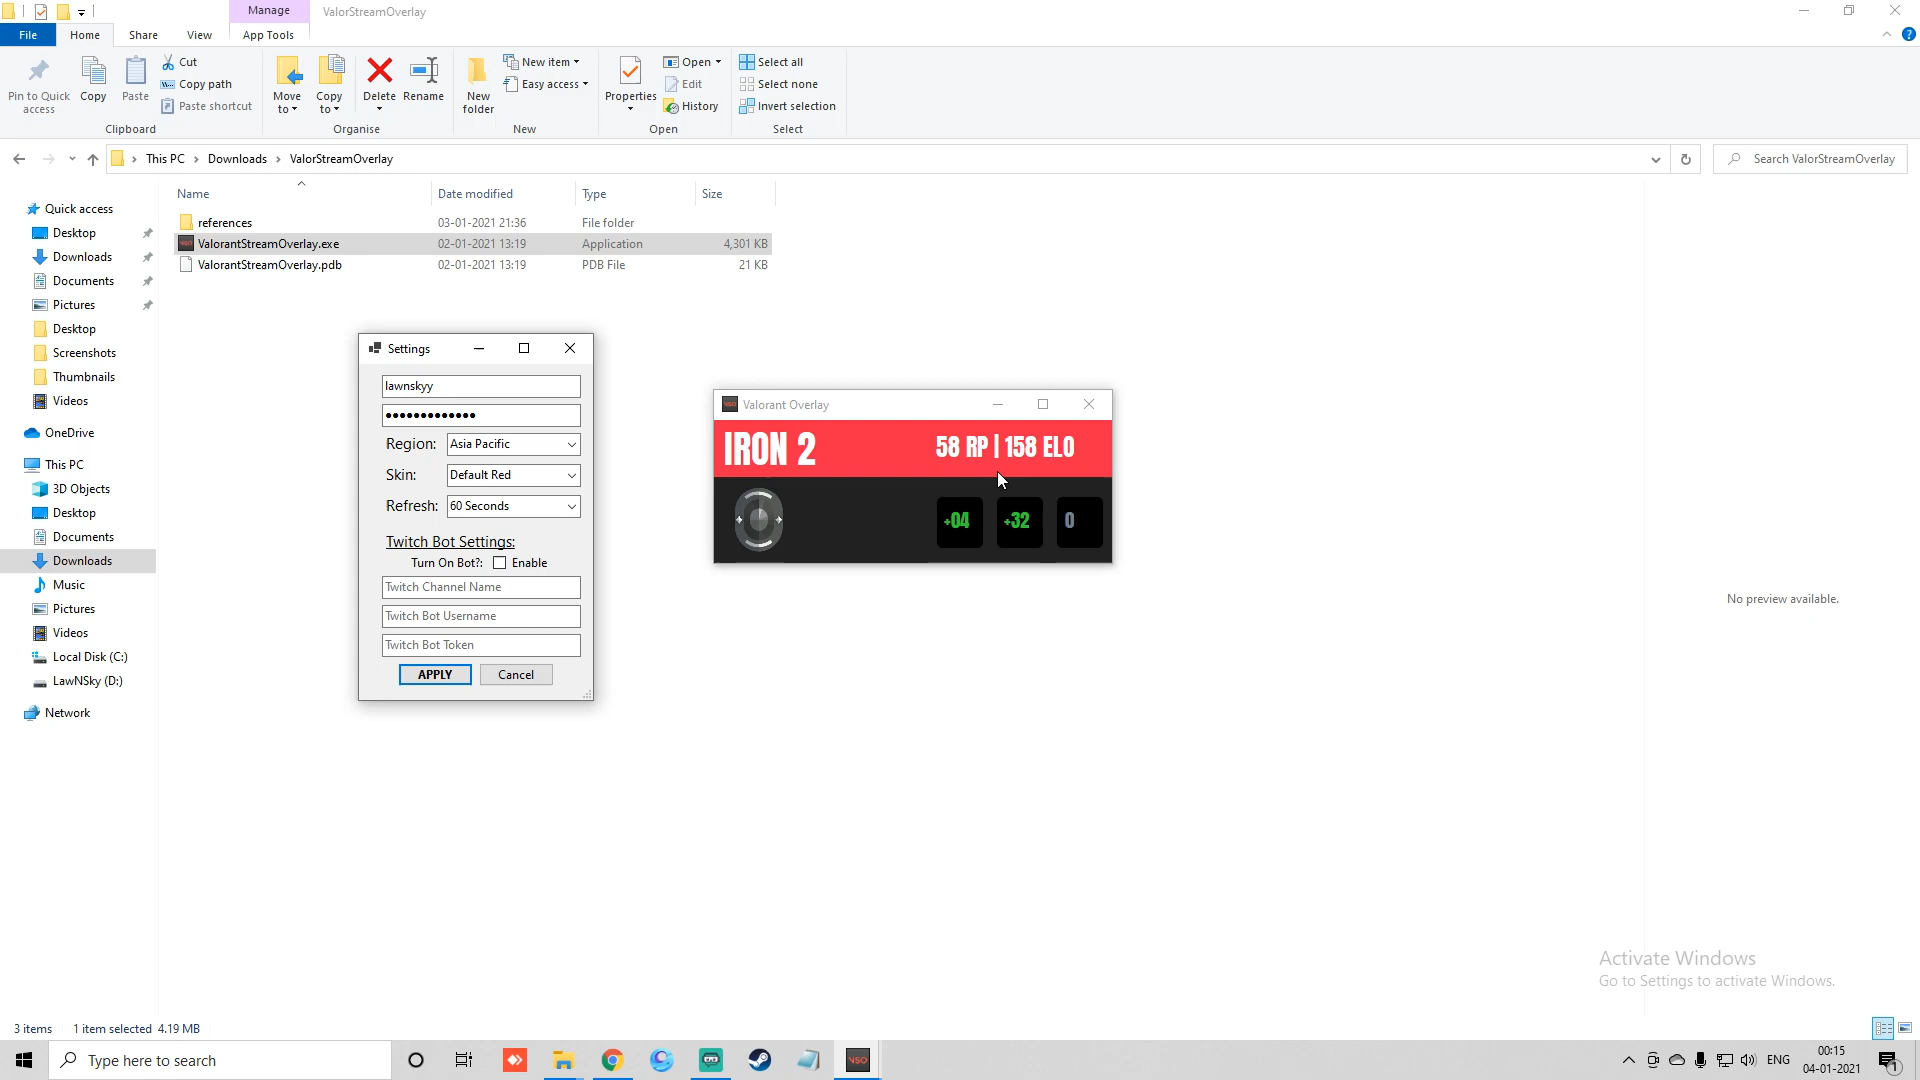 Manage
ValorStreamOverlay
File
Home
Share
View
App Tools
Pin to Quick access
Copy
Paste
Cut
Copy path
Paste shortcut
Clipboard
Move to
Copy to
Delete
Rename
Organise
New folder
New item
Easy access
New
Properties
Open
Edit
History
Open
Select all
Select none
Invert selection
Select
This PC > Downloads > ValorStreamOverlay
Search ValorStreamOverlay
Name
Date modified
Type
Size
references 03-01-2021 21:36 File folder
ValorantStreamOverlay.exe 02-01-2021 13:19 Application 4,301 KB
ValorantStreamOverlay.pdb 02-01-2021 13:19 PDB File 21 KB
Quick access
Desktop
Downloads
Documents
Pictures
Desktop
Screenshots
Thumbnails
Videos
OneDrive
This PC
3D Objects
Desktop
Documents
Downloads
Music
Pictures
Videos
Local Disk (C:)
LawNSky (D:)
Network
Settings
lawnskyy
●●●●●●●●●●●●●
Region: Asia Pacific
Skin: Default Red
Refresh: 60 Seconds
Twitch Bot Settings:
Turn On Bot?: Enable
Twitch Channel Name
Twitch Bot Username
Twitch Bot Token
APPLY
Cancel
VSO Valorant Overlay
IRON 2
58 RP | 158 ELO
+04 +32 0
No preview available.
Activate Windows
Go to Settings to activate Windows.
3 items 1 item selected 4.19 MB
Type here to search
VSO
ENG
00:15
04-01-2021
1